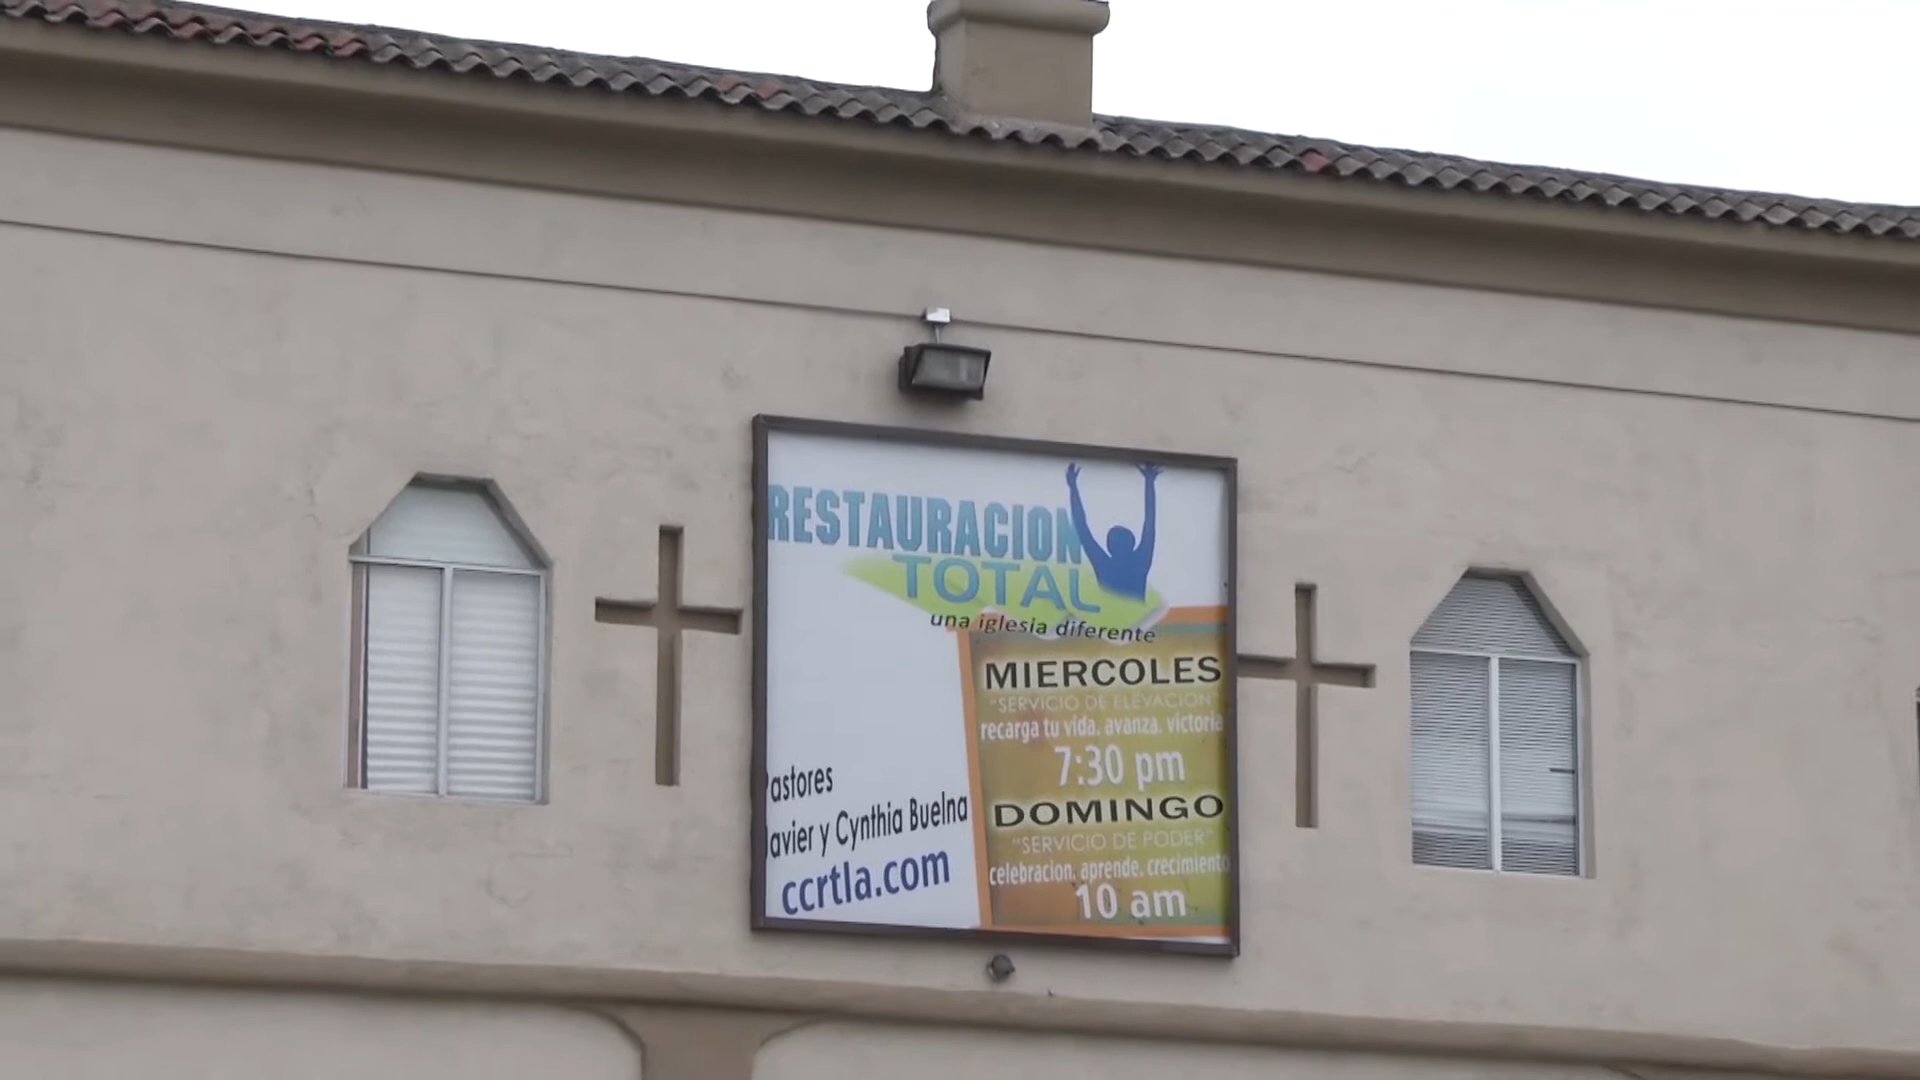 RESTAURACION
TOTAL
una iglesia diferente
MIERCOLES
"SERVICIO DE ELEVACION"
recarga tu vida. avanza. victoria
7:30 pm
DOMINGO
"SERVICIO DE PODER"
celebracion. aprende. crecimiento
10 am
astores
avier y Cynthia Buelna
ccrtla.com